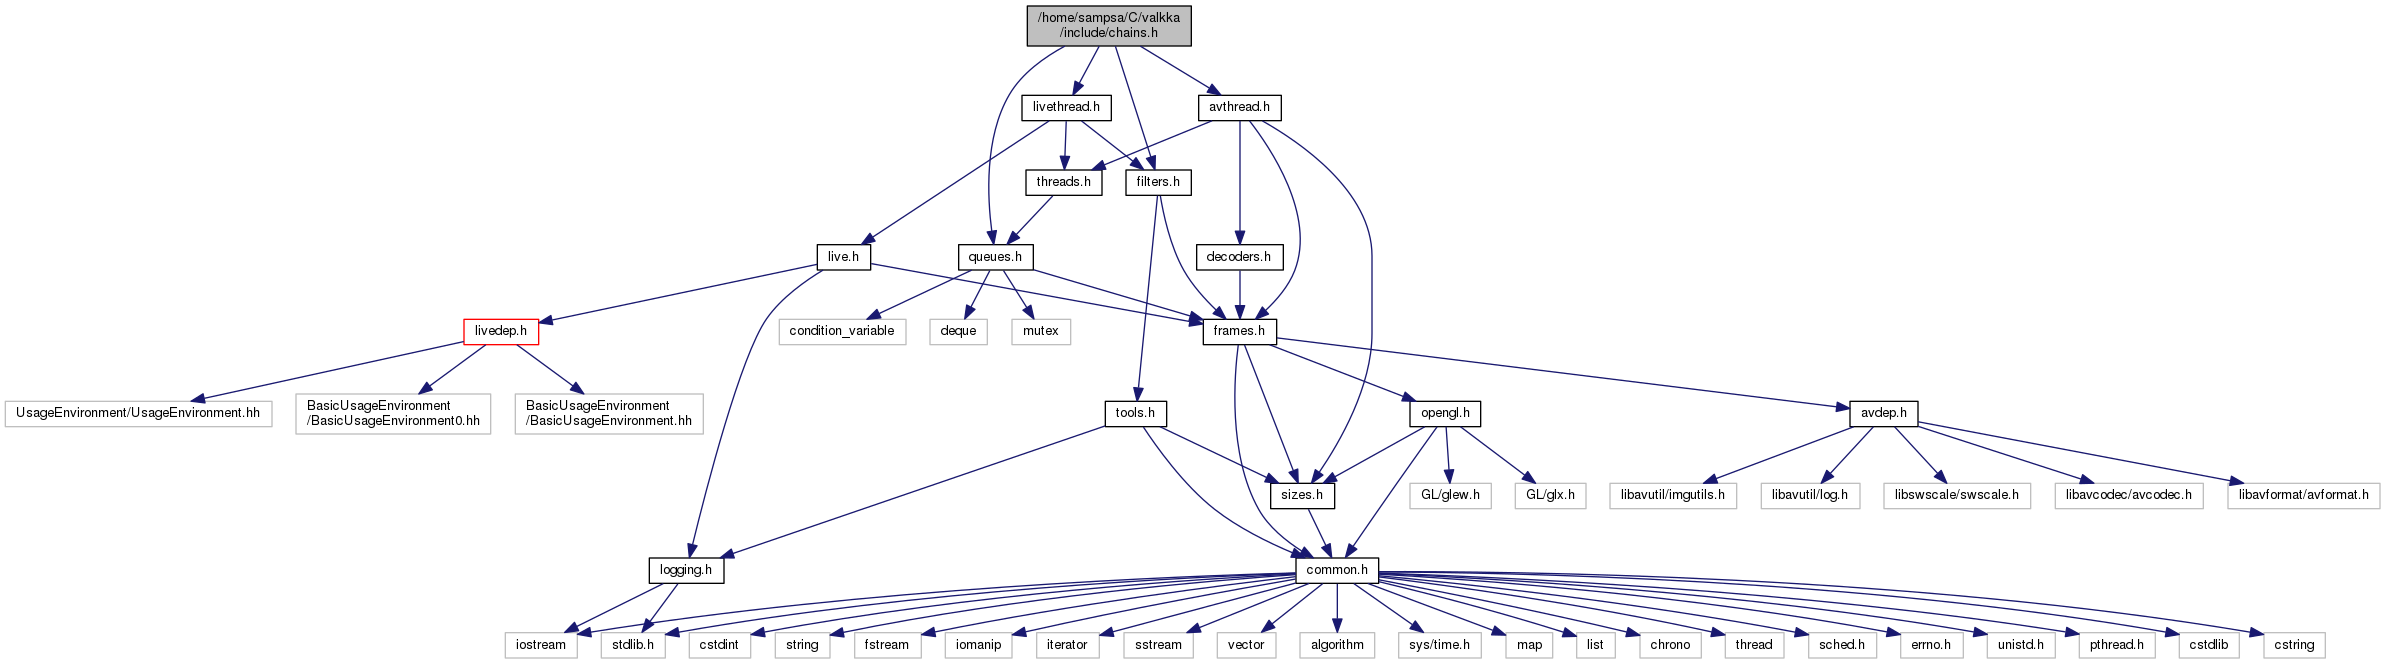 /home/sampsa/C/valkka
/include/chains.h
livethread.h
avthread.h
threads.h
filters.h
live.h
queues.h
decoders.h
livedep.h
condition_variable
deque
mutex
frames.h
UsageEnvironment/UsageEnvironment.hh
BasicUsageEnvironment
/BasicUsageEnvironment0.hh
BasicUsageEnvironment
/BasicUsageEnvironment.hh
tools.h
opengl.h
avdep.h
sizes.h
GL/glew.h
GL/glx.h
libavutil/imgutils.h
libavutil/log.h
libswscale/swscale.h
libavcodec/avcodec.h
libavformat/avformat.h
logging.h
common.h
iostream
stdlib.h
cstdint
string
fstream
iomanip
iterator
sstream
vector
algorithm
sys/time.h
map
list
chrono
thread
sched.h
errno.h
unistd.h
pthread.h
cstdlib
cstring